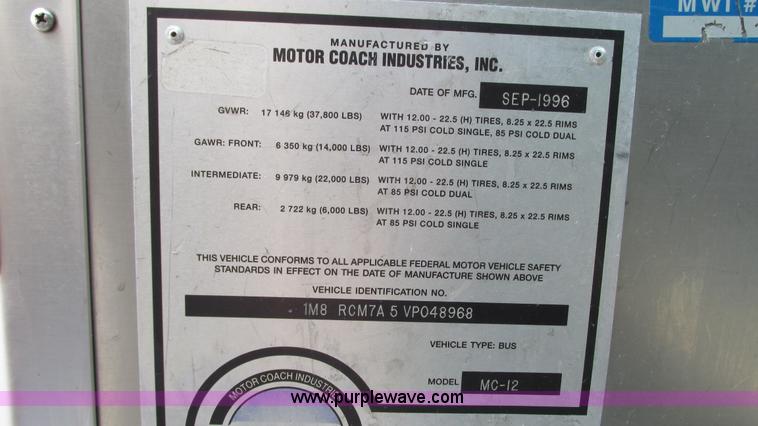 MWT #
MANUFACTURED BY
MOTOR COACH INDUSTRIES, INC.
DATE OF MFG. SEP-1996
GVWR: 17 146 kg (37,800 LBS) WITH 12.00 - 22.5 (H) TIRES, 8.25 x 22.5 RIMS
AT 115 PSI COLD SINGLE, 85 PSI COLD DUAL
GAWR: FRONT: 6 350 kg (14,000 LBS) WITH 12.00 - 22.5 (H) TIRES, 8.25 x 22.5 RIMS
AT 115 PSI COLD SINGLE
INTERMEDIATE: 9 979 kg (22,000 LBS) WITH 12.00 - 22.5 (H) TIRES, 8.25 x 22.5 RIMS
AT 85 PSI COLD DUAL
REAR: 2 722 kg (6,000 LBS) WITH 12.00 - 22.5 (H) TIRES, 8.25 x 22.5 RIMS
AT 85 PSI COLD SINGLE
THIS VEHICLE CONFORMS TO ALL APPLICABLE FEDERAL MOTOR VEHICLE SAFETY
STANDARDS IN EFFECT ON THE DATE OF MANUFACTURE SHOWN ABOVE
VEHICLE IDENTIFICATION NO.
1M8 RCM7A 5 VP048968
VEHICLE TYPE: BUS
MODEL MC-12
MOTOR COACH INDUSTRIES
www.purplewave.com